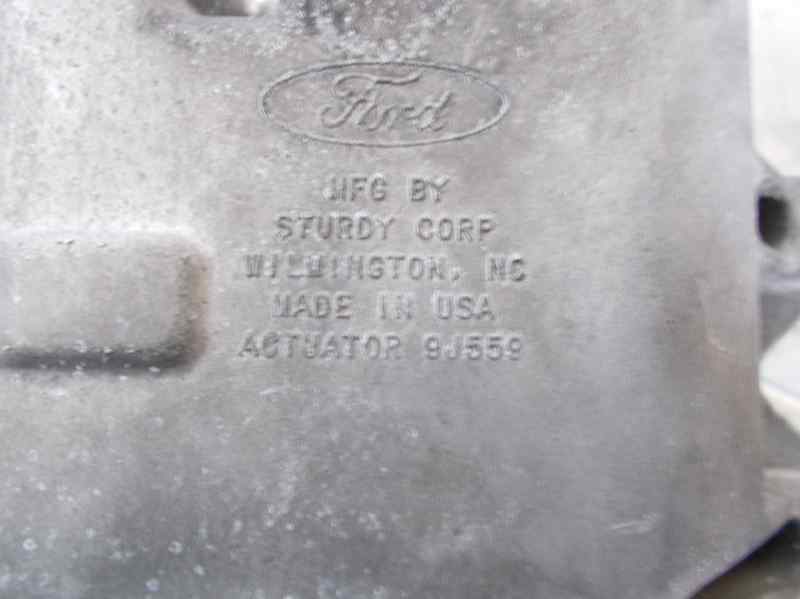 Ford
MFG BY
STURDY CORP
WILMINGTON, NC
MADE IN USA
ACTUATOR 9J559